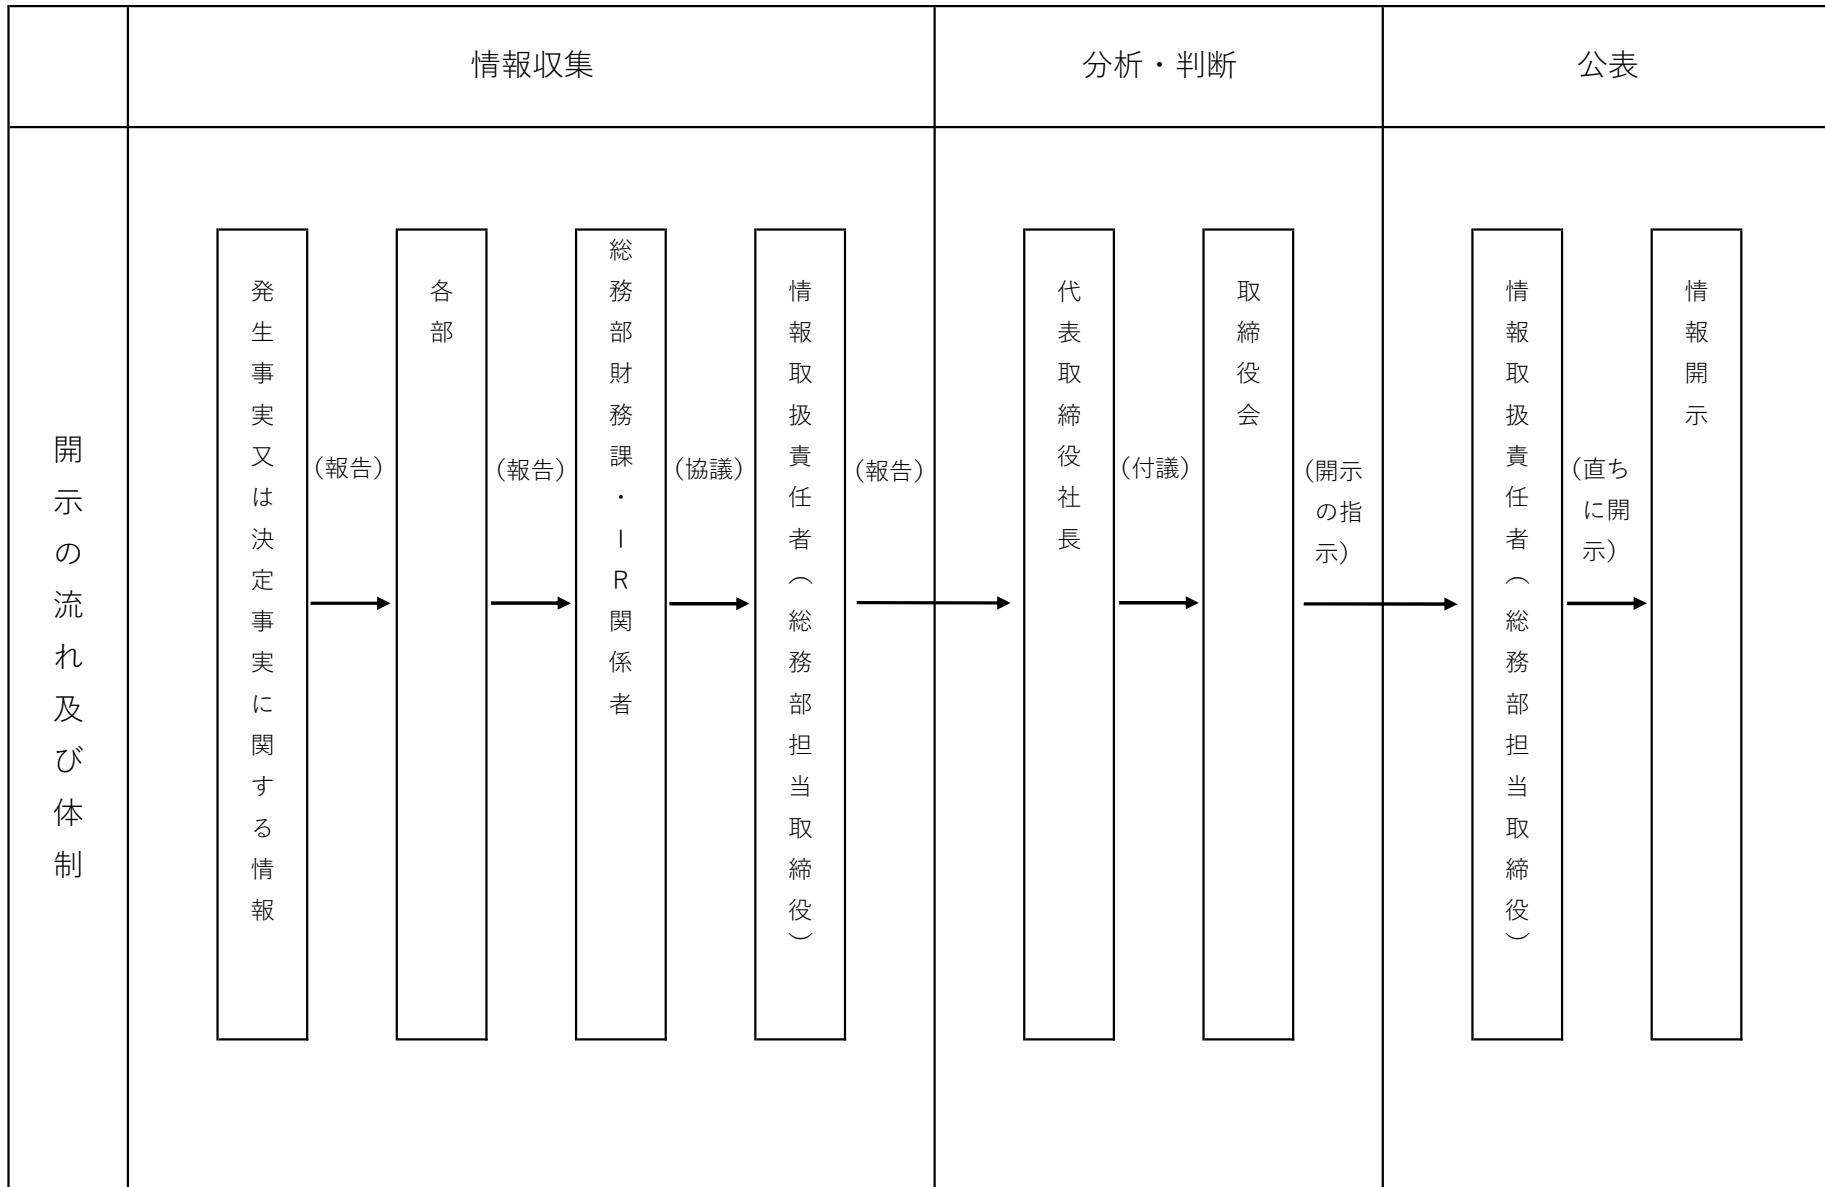 情報収集
分析・判断
公表
開示の流れ及び体制
発生事実又は決定事実に関する情報
（報告）
各部
（報告）
総務部財務課・ＩＲ関係者
（協議）
情報取扱責任者（総務部担当取締役）
（報告）
代表取締役社長
（付議）
取締役会
（開示
の指
示）
情報取扱責任者（総務部担当取締役）
（直ち
に開
示）
情報開示